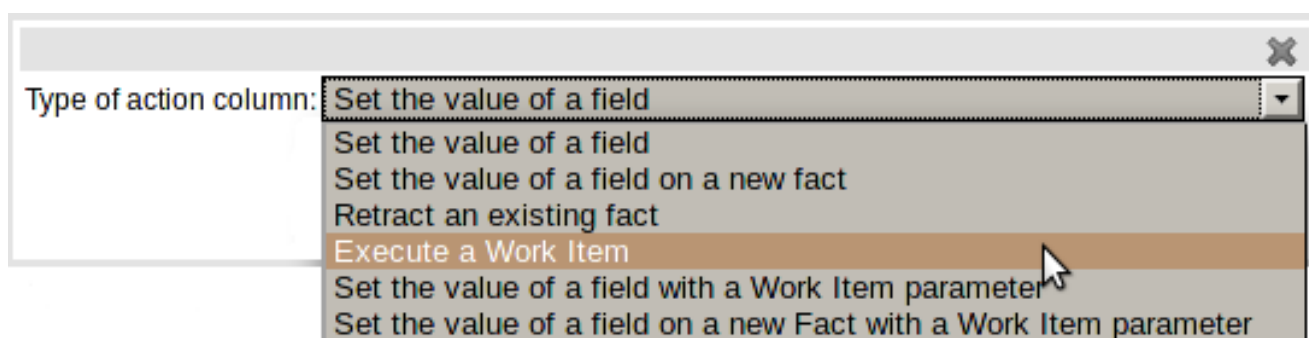 Type of action column: Set the value of a field
Set the value of a field
Set the value of a field on a new fact
Retract an existing fact
Execute a Work Item
Set the value of a field with a Work Item parameter
Set the value of a field on a new Fact with a Work Item parameter